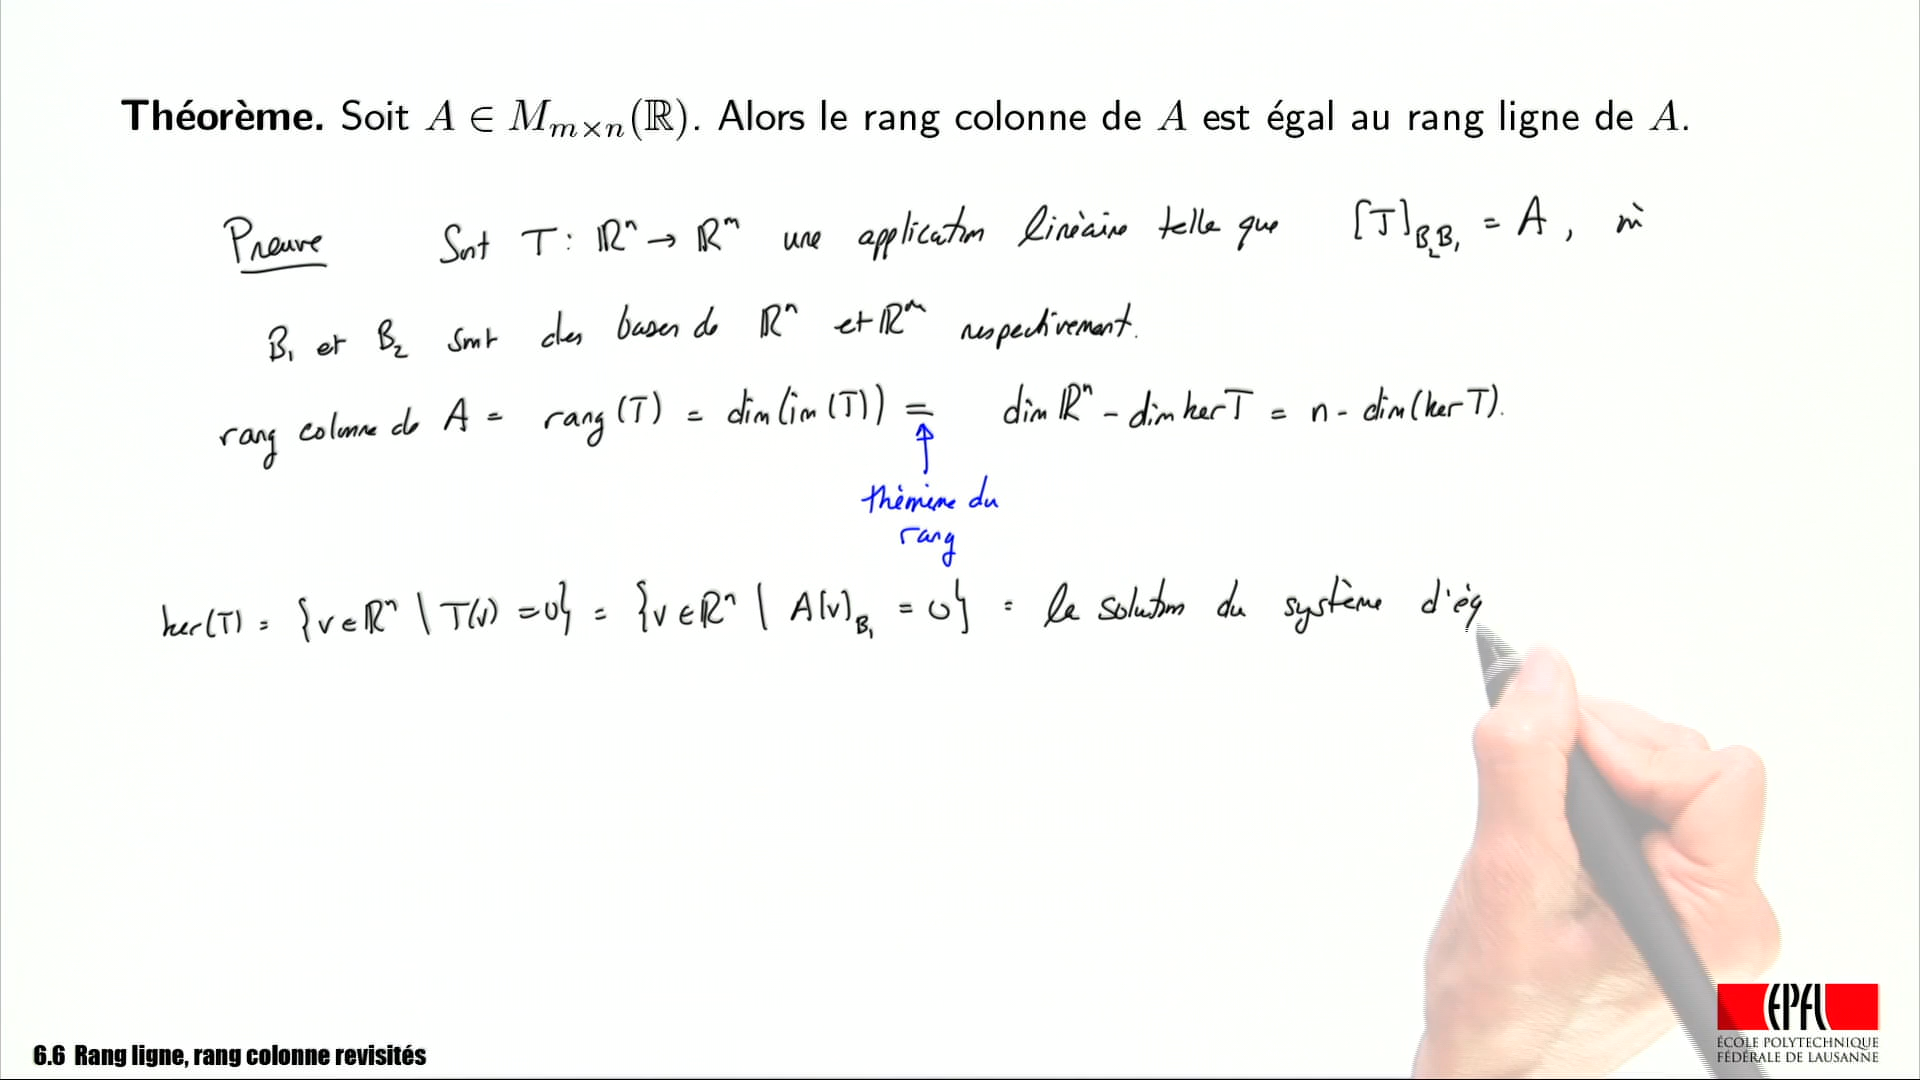 Théorème. Soit A ∈ M_{m×n}(ℝ). Alors le rang colonne de A est égal au rang ligne de A.
Preuve Soit T : ℝⁿ → ℝᵐ une application linéaire telle que [T]_{B₂B₁} = A, où
B₁ et B₂ sont des bases de ℝⁿ et ℝᵐ respectivement.
rang colonne de A = rang(T) = dim(im(T)) = dim ℝⁿ - dim ker T = n - dim(ker T).
théorème du
rang
ker(T) = {v ∈ ℝⁿ | T(v) = 0} = {v ∈ ℝⁿ | A[v]_{B₁} = 0} = la solution du système d'éq
EPFL
ÉCOLE POLYTECHNIQUE
FÉDÉRALE DE LAUSANNE
6.6 Rang ligne, rang colonne revisités